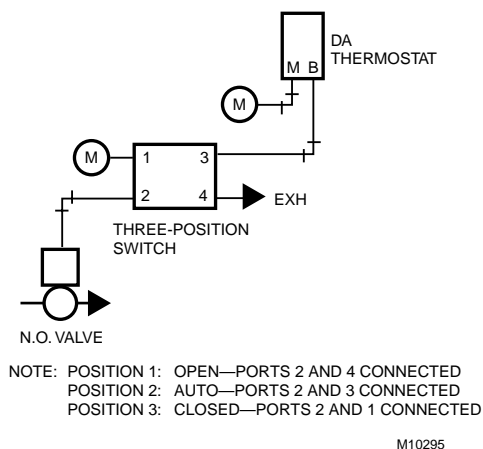 DA
THERMOSTAT
M B
M
M
1 3
2 4
EXH
THREE-POSITION
SWITCH
N.O. VALVE
NOTE: POSITION 1: OPEN—PORTS 2 AND 4 CONNECTED
POSITION 2: AUTO—PORTS 2 AND 3 CONNECTED
POSITION 3: CLOSED—PORTS 2 AND 1 CONNECTED
M10295